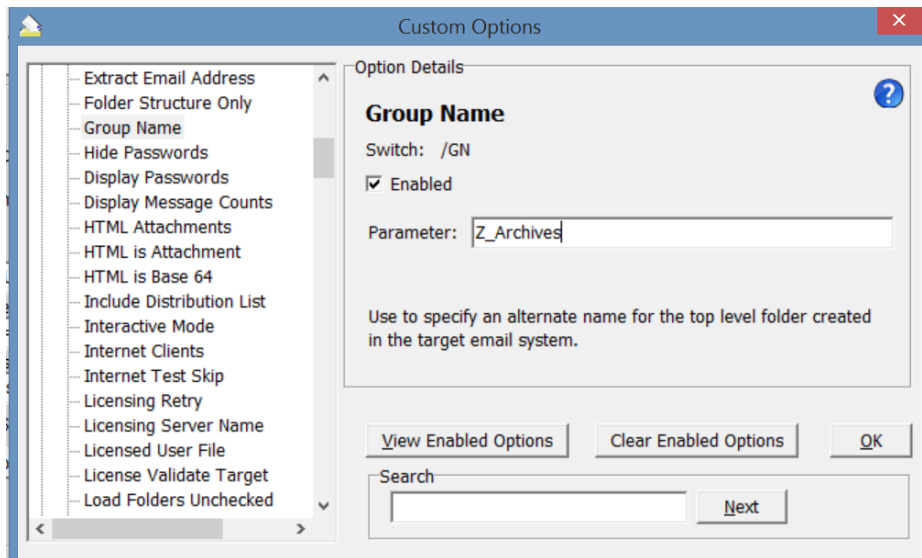 Custom Options
Extract Email Address
Folder Structure Only
Group Name
Hide Passwords
Display Passwords
Display Message Counts
HTML Attachments
HTML is Attachment
HTML is Base 64
Include Distribution List
Interactive Mode
Internet Clients
Internet Test Skip
Licensing Retry
Licensing Server Name
Licensed User File
License Validate Target
Load Folders Unchecked
Option Details
Group Name
Switch: /GN
Enabled
Parameter: Z_Archives
Use to specify an alternate name for the top level folder created
in the target email system.
View Enabled Options Clear Enabled Options OK
Search
Next